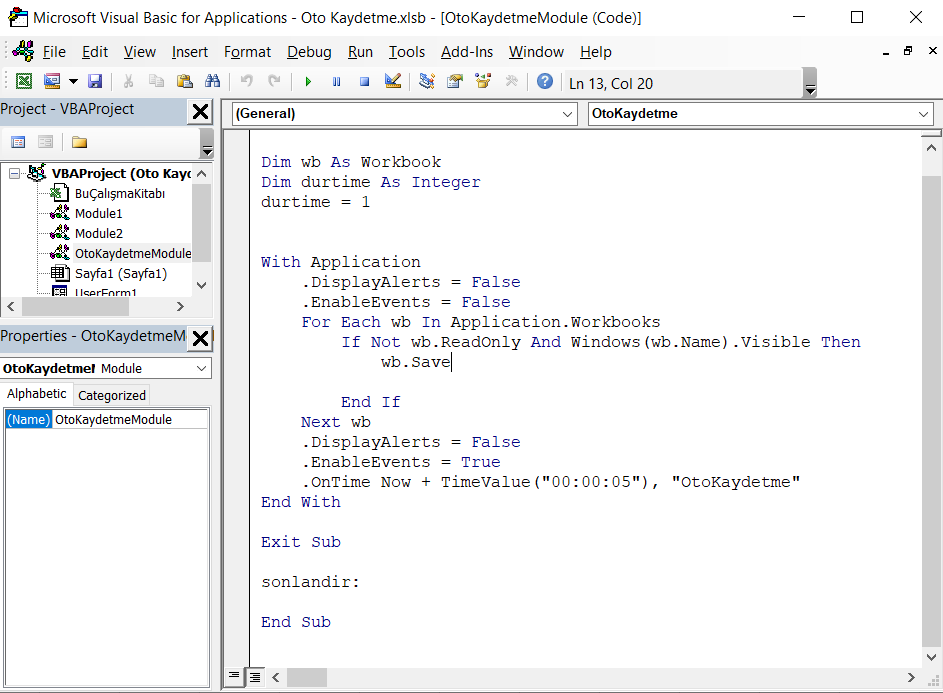 Microsoft Visual Basic for Applications - Oto Kaydetme.xlsb - [OtoKaydetmeModule (Code)]
File Edit View Insert Format Debug Run Tools Add-Ins Window Help
Ln 13, Col 20
Project - VBAProject
VBAProject (Oto Kayd
BuÇalışmaKitabı
Module1
Module2
OtoKaydetmeModule
Sayfa1 (Sayfa1)
UserForm1
Properties - OtoKaydetmeM
OtoKaydetmeM Module
Alphabetic Categorized
(Name) OtoKaydetmeModule
(General) OtoKaydetme
Dim wb As Workbook
Dim durtime As Integer
durtime = 1
With Application
.DisplayAlerts = False
.EnableEvents = False
For Each wb In Application.Workbooks
If Not wb.ReadOnly And Windows(wb.Name).Visible Then
wb.Save
End If
Next wb
.DisplayAlerts = False
.EnableEvents = True
.OnTime Now + TimeValue("00:00:05"), "OtoKaydetme"
End With
Exit Sub
sonlandir:
End Sub